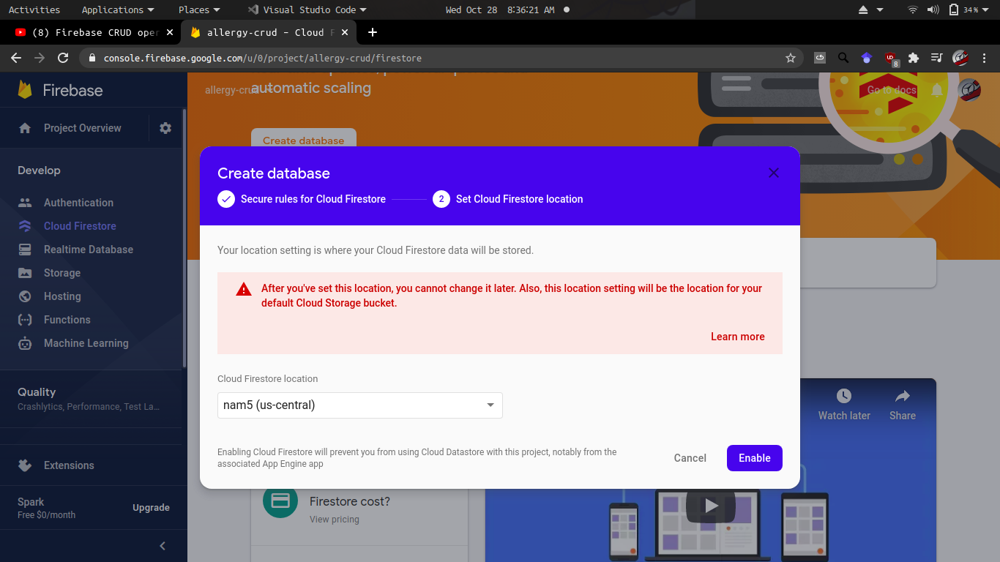 Activities Applications Places Visual Studio Code Wed Oct 28 8:36:21 AM 34%
(8) Firebase CRUD oper allergy-crud – Cloud F
console.firebase.google.com/u/0/project/allergy-crud/firestore 8
Firebase
allergy-crud
automatic scaling
Go to docs
Project Overview
Create database
Develop
Authentication
Cloud Firestore
Realtime Database
Storage
Hosting
Functions
Machine Learning
Quality
Crashlytics, Performance, Test La...
Extensions
Spark
Free $0/month
Upgrade
Create database
Secure rules for Cloud Firestore 2 Set Cloud Firestore location
Your location setting is where your Cloud Firestore data will be stored.
After you've set this location, you cannot change it later. Also, this location setting will be the location for your
default Cloud Storage bucket.
Learn more
Cloud Firestore location
nam5 (us-central)
Enabling Cloud Firestore will prevent you from using Cloud Datastore with this project, notably from the
associated App Engine app
Cancel Enable
Watch later Share
Firestore cost?
View pricing